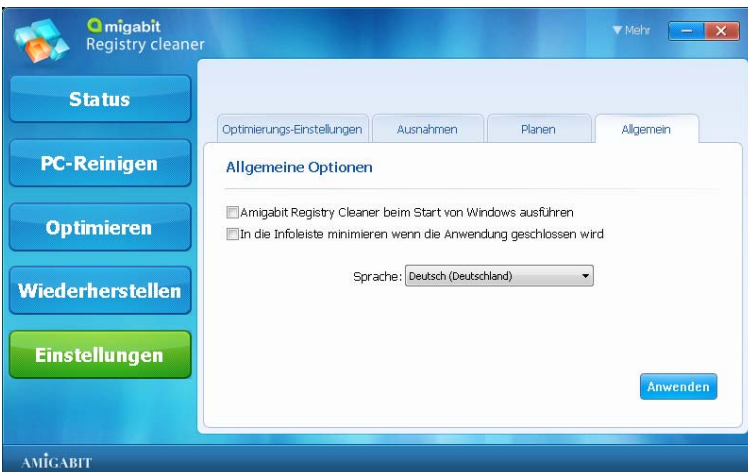 amigabit
Registry cleaner
Mehr
Status
PC-Reinigen
Optimieren
Wiederherstellen
Einstellungen
Optimierungs-Einstellungen
Ausnahmen
Planen
Allgemein
Allgemeine Optionen
Amigabit Registry Cleaner beim Start von Windows ausführen
In die Infoleiste minimieren wenn die Anwendung geschlossen wird
Sprache: Deutsch (Deutschland)
Anwenden
AMIGABIT